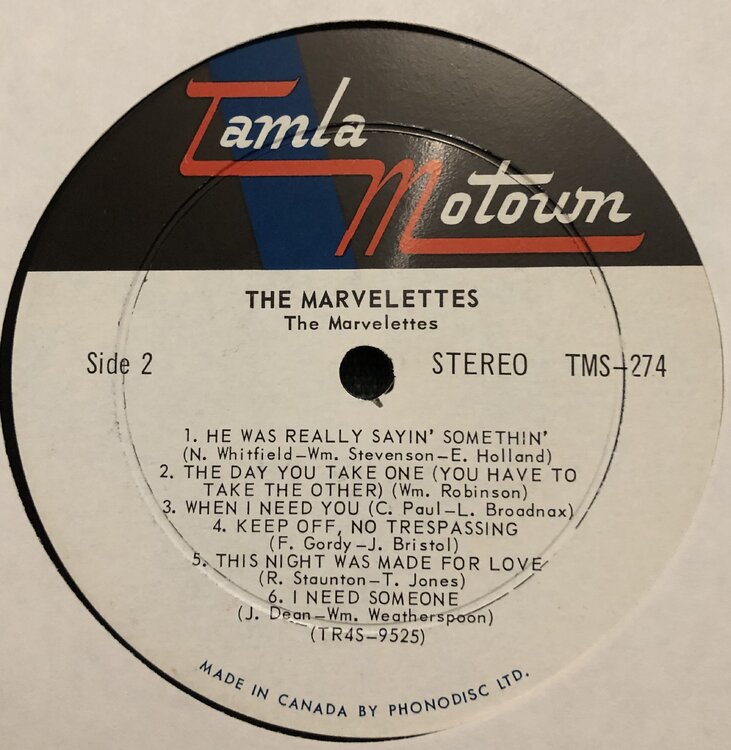 Tamla
Motown
THE MARVELETTES
The Marvelettes
Side 2 STEREO TMS-274
1. HE WAS REALLY SAYIN' SOMETHIN'
(N. Whitfield-Wm. Stevenson-E. Holland)
2. THE DAY YOU TAKE ONE (YOU HAVE TO
TAKE THE OTHER) (Wm. Robinson)
3. WHEN I NEED YOU (C. Paul-L. Broadnax)
4. KEEP OFF, NO TRESPASSING
(F. Gordy-J. Bristol)
5. THIS NIGHT WAS MADE FOR LOVE
(R. Staunton-T. Jones)
6. I NEED SOMEONE
(J. Dean-Wm. Weatherspoon)
(TR4S-9525)
MADE IN CANADA BY PHONODISC LTD.